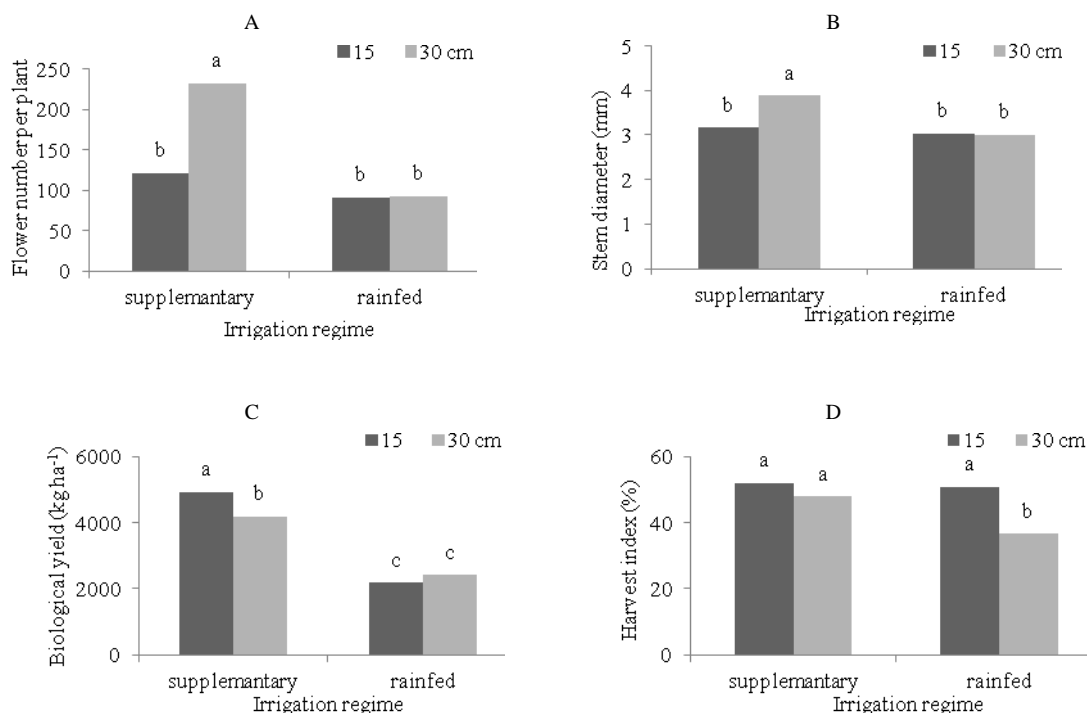 A
15 30 cm
Flower number per plant
250
200
150
100
50
0
b
a
b
b
supplemantary rainfed
Irrigation regime
B
15 30 cm
Stem diameter (mm)
5
4
3
2
1
0
b
a
b
b
supplemantary rainfed
Irrigation regime
C
15 30 cm
Biological yield (kg ha⁻¹)
6000
4000
2000
0
a
b
c
c
supplemantary rainfed
Irrigation regime
D
15 30 cm
Harvest index (%)
60
40
20
0
a
a
a
b
supplemantary rainfed
Irrigation regime